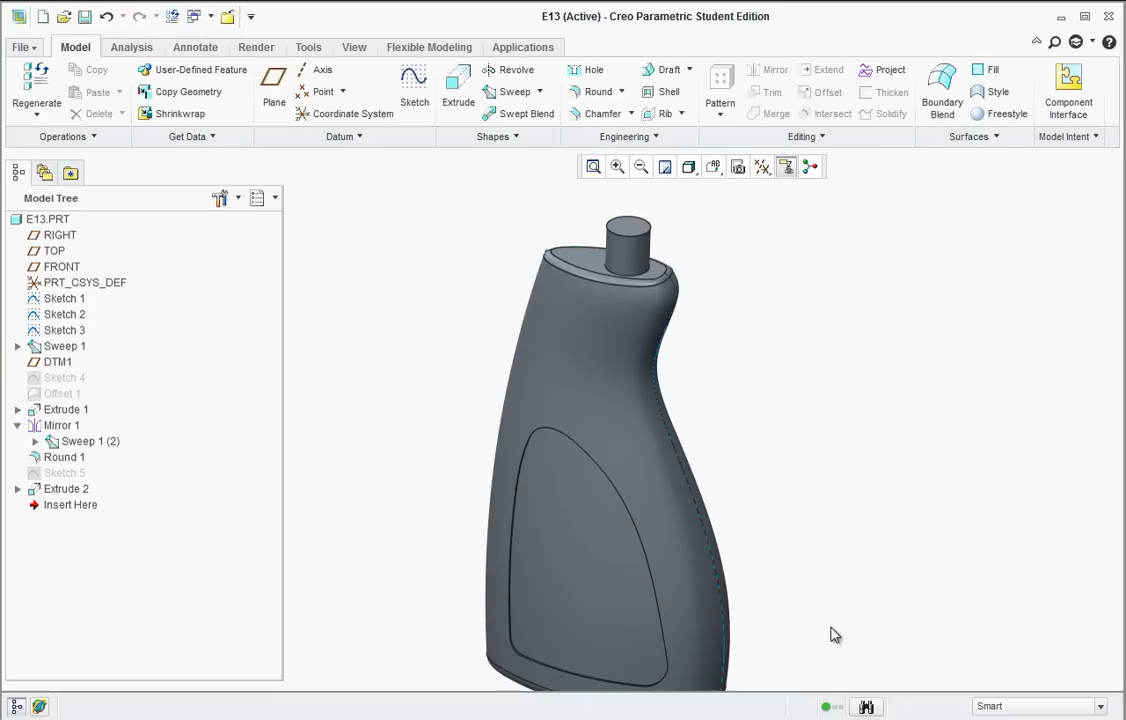 E13 (Active) - Creo Parametric Student Edition
File Model Analysis Annotate Render Tools View Flexible Modeling Applications
Regenerate
Copy
Paste
Delete
Operations
User-Defined Feature
Copy Geometry
Shrinkwrap
Get Data
Plane
Axis
Point
Coordinate System
Datum
Sketch
Extrude
Revolve
Sweep
Swept Blend
Shapes
Hole
Round
Chamfer
Draft
Shell
Rib
Engineering
Pattern
Mirror
Trim
Merge
Extend
Offset
Intersect
Project
Thicken
Solidify
Editing
Boundary
Blend
Fill
Style
Freestyle
Surfaces
Component
Interface
Model Intent
Model Tree
E13.PRT
RIGHT
TOP
FRONT
PRT_CSYS_DEF
Sketch 1
Sketch 2
Sketch 3
Sweep 1
DTM1
Sketch 4
Offset 1
Extrude 1
Mirror 1
Sweep 1 (2)
Round 1
Sketch 5
Extrude 2
Insert Here
Smart